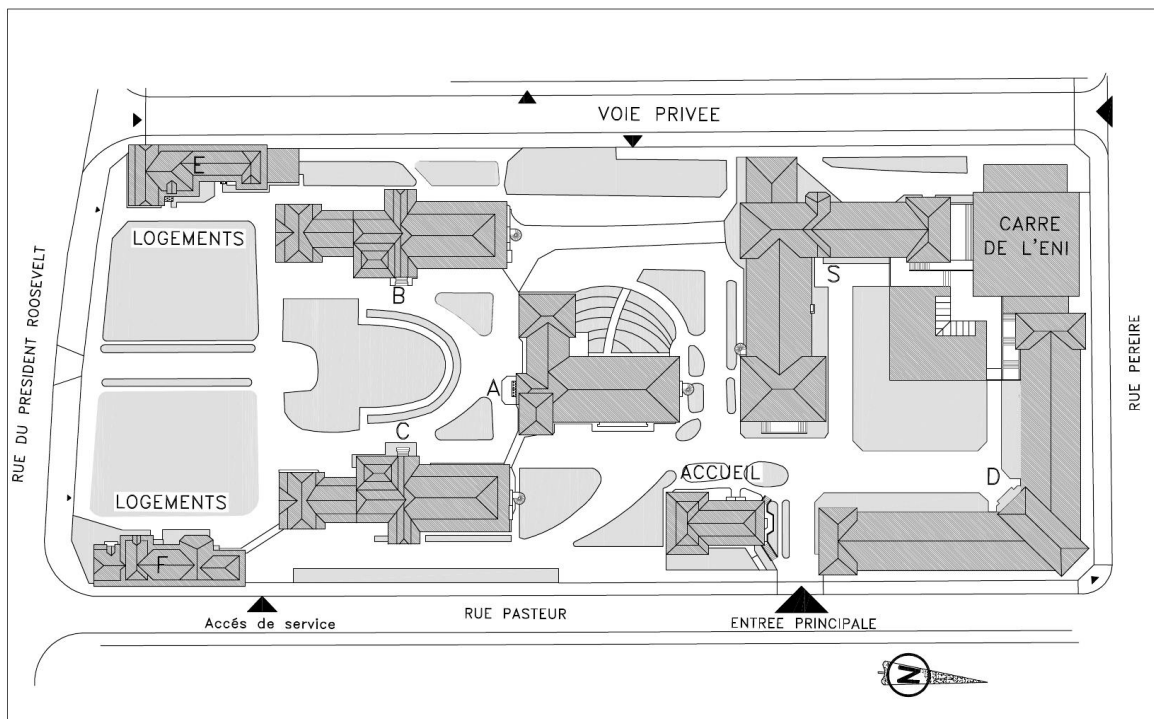 VOIE PRIVEE
E
LOGEMENTS
CARRE
DE L'ENI
S
B
RUE DU PRESIDENT ROOSEVELT
A
RUE PEREIRE
C
ACCUEIL
D
LOGEMENTS
F
RUE PASTEUR
Accés de service
ENTREE PRINCIPALE
N